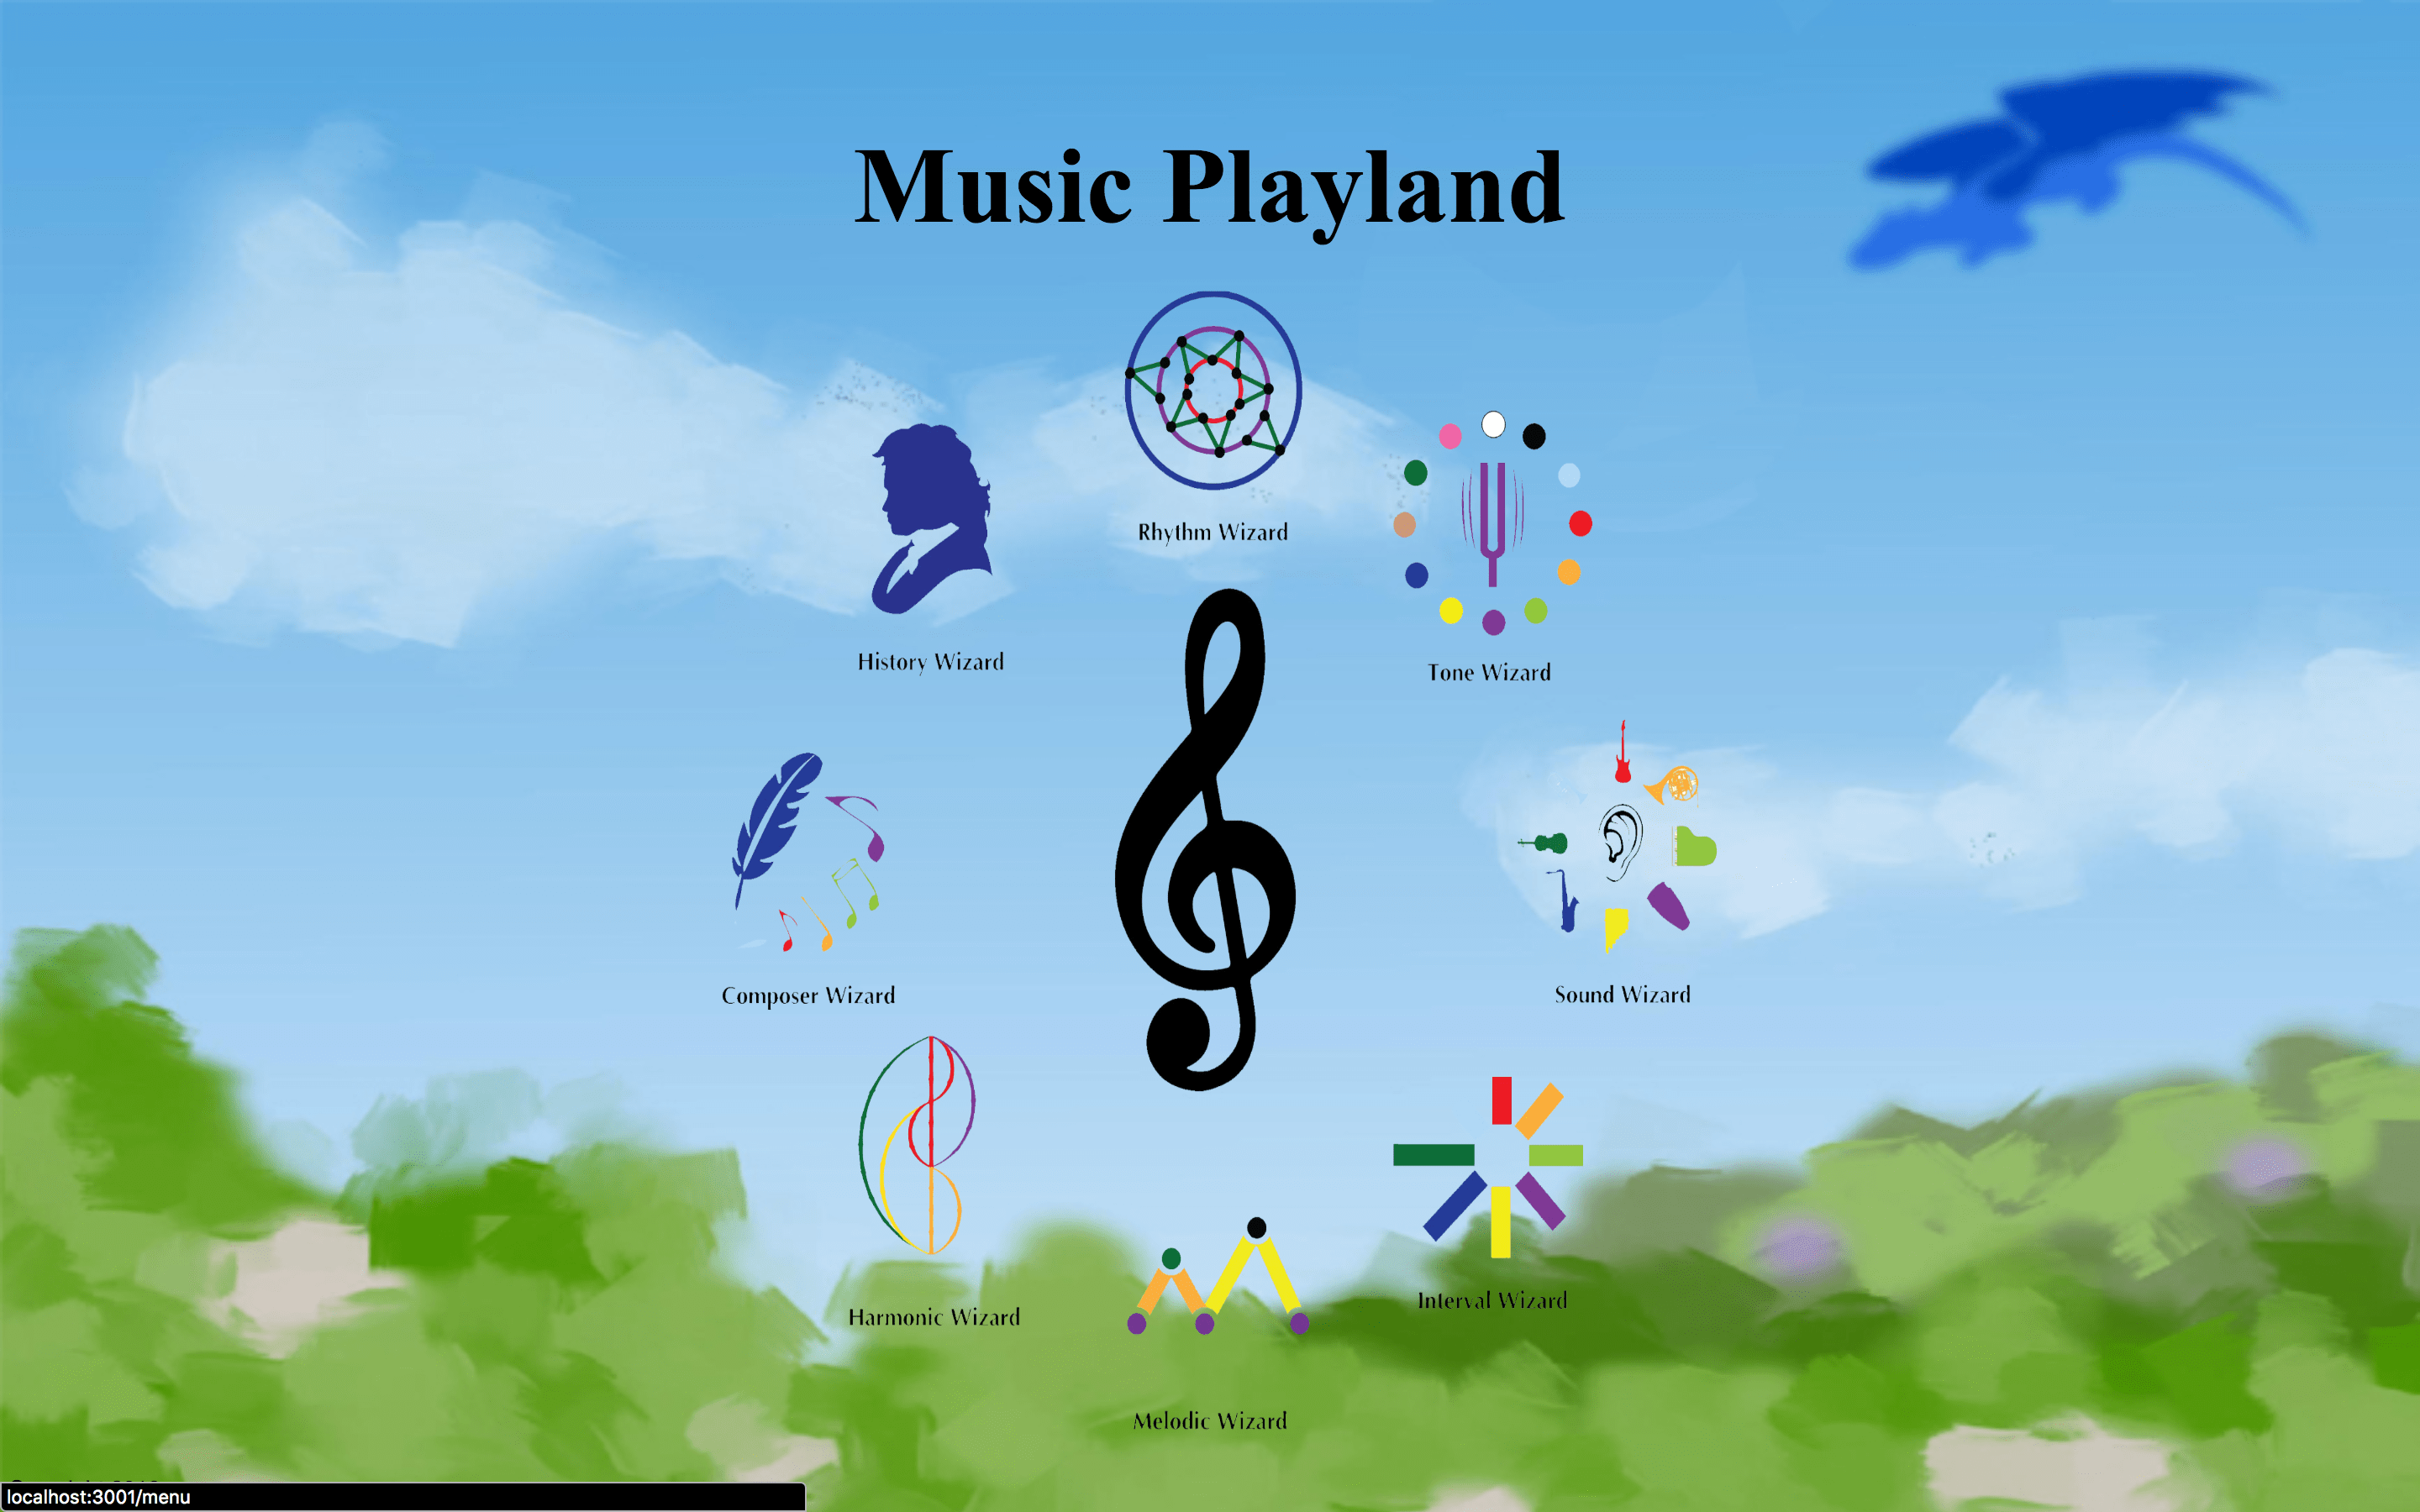 Music Playland
Rhythm Wizard
History Wizard
Tone Wizard
Composer Wizard
Sound Wizard
Harmonic Wizard
Interval Wizard
Melodic Wizard
localhost:3001/menu